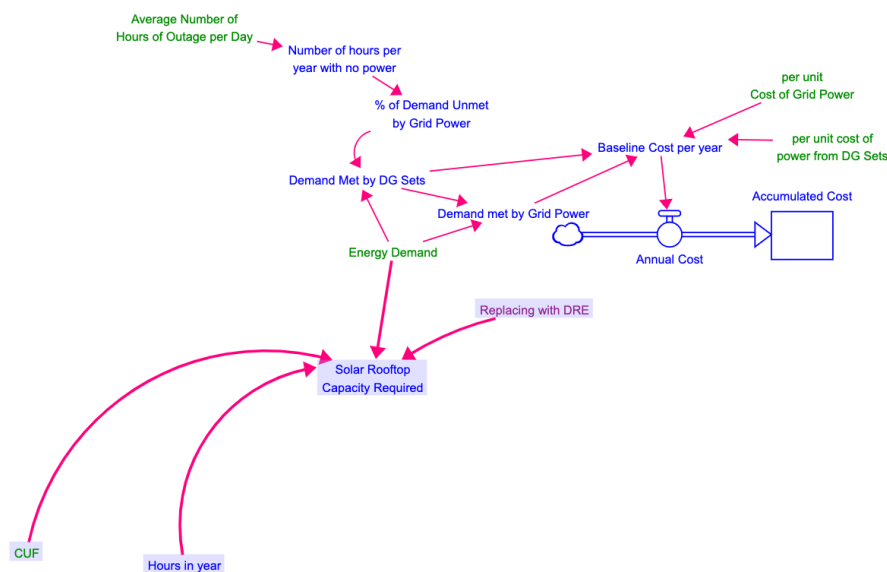 Average Number of
Hours of Outage per Day
Number of hours per
year with no power
per unit
Cost of Grid Power
% of Demand Unmet
by Grid Power
per unit cost of
power from DG Sets
Baseline Cost per year
Demand Met by DG Sets
Accumulated Cost
Demand met by Grid Power
Energy Demand
Annual Cost
Replacing with DRE
Solar Rooftop
Capacity Required
CUF
Hours in year